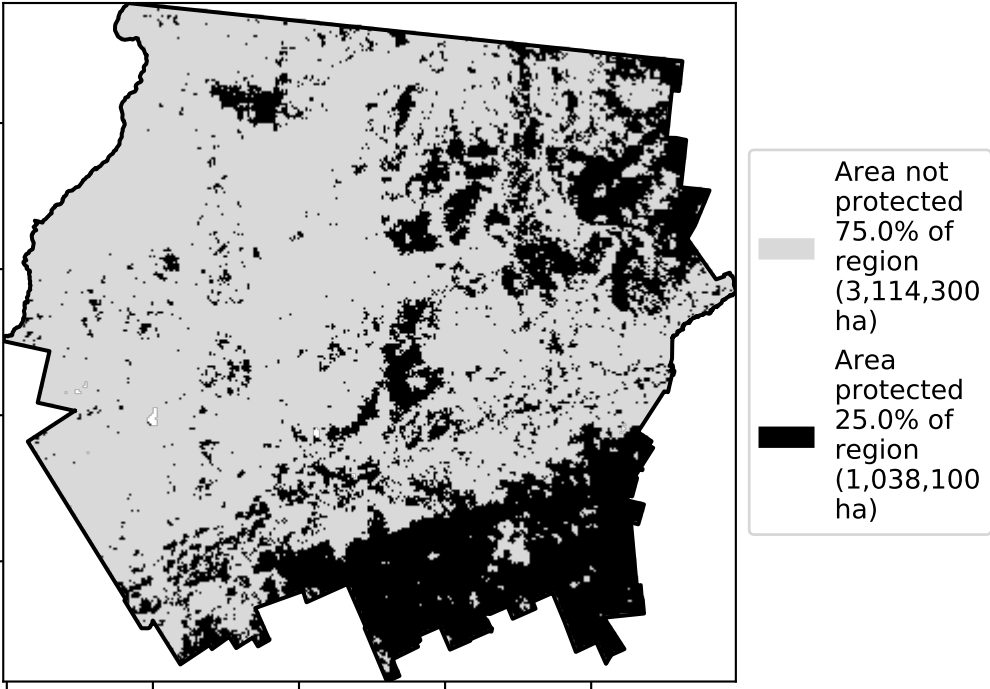 Area not
protected
75.0% of
region
(3,114,300
ha)
Area
protected
25.0% of
region
(1,038,100
ha)